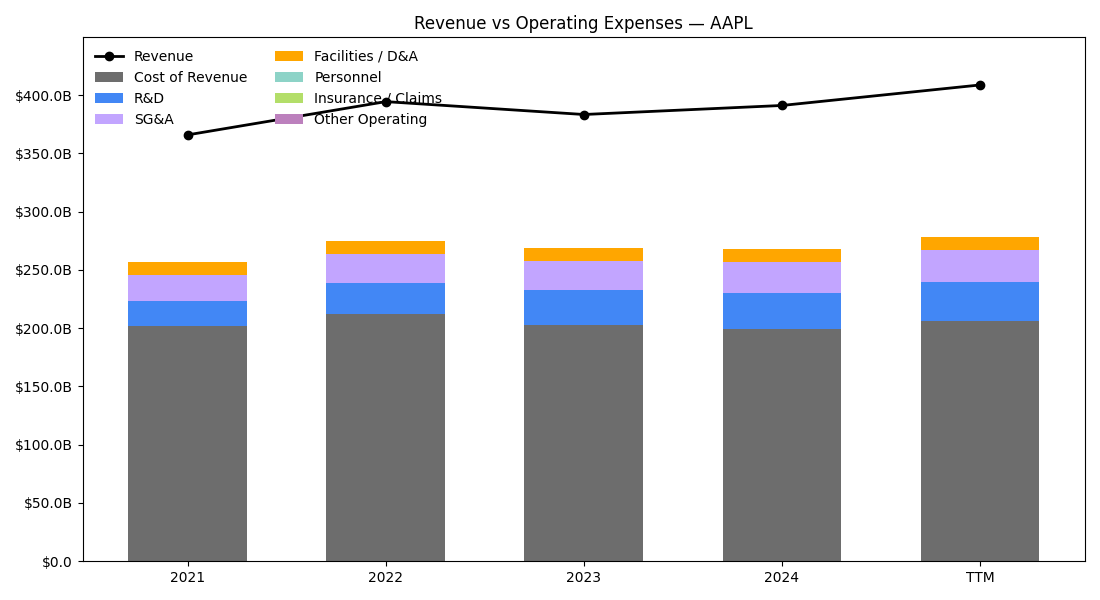 Revenue vs Operating Expenses — AAPL
Revenue
Cost of Revenue
R&D
SG&A
Facilities / D&A
Personnel
Insurance / Claims
Other Operating
$400.0B
$350.0B
$300.0B
$250.0B
$200.0B
$150.0B
$100.0B
$50.0B
$0.0
2021 2022 2023 2024 TTM